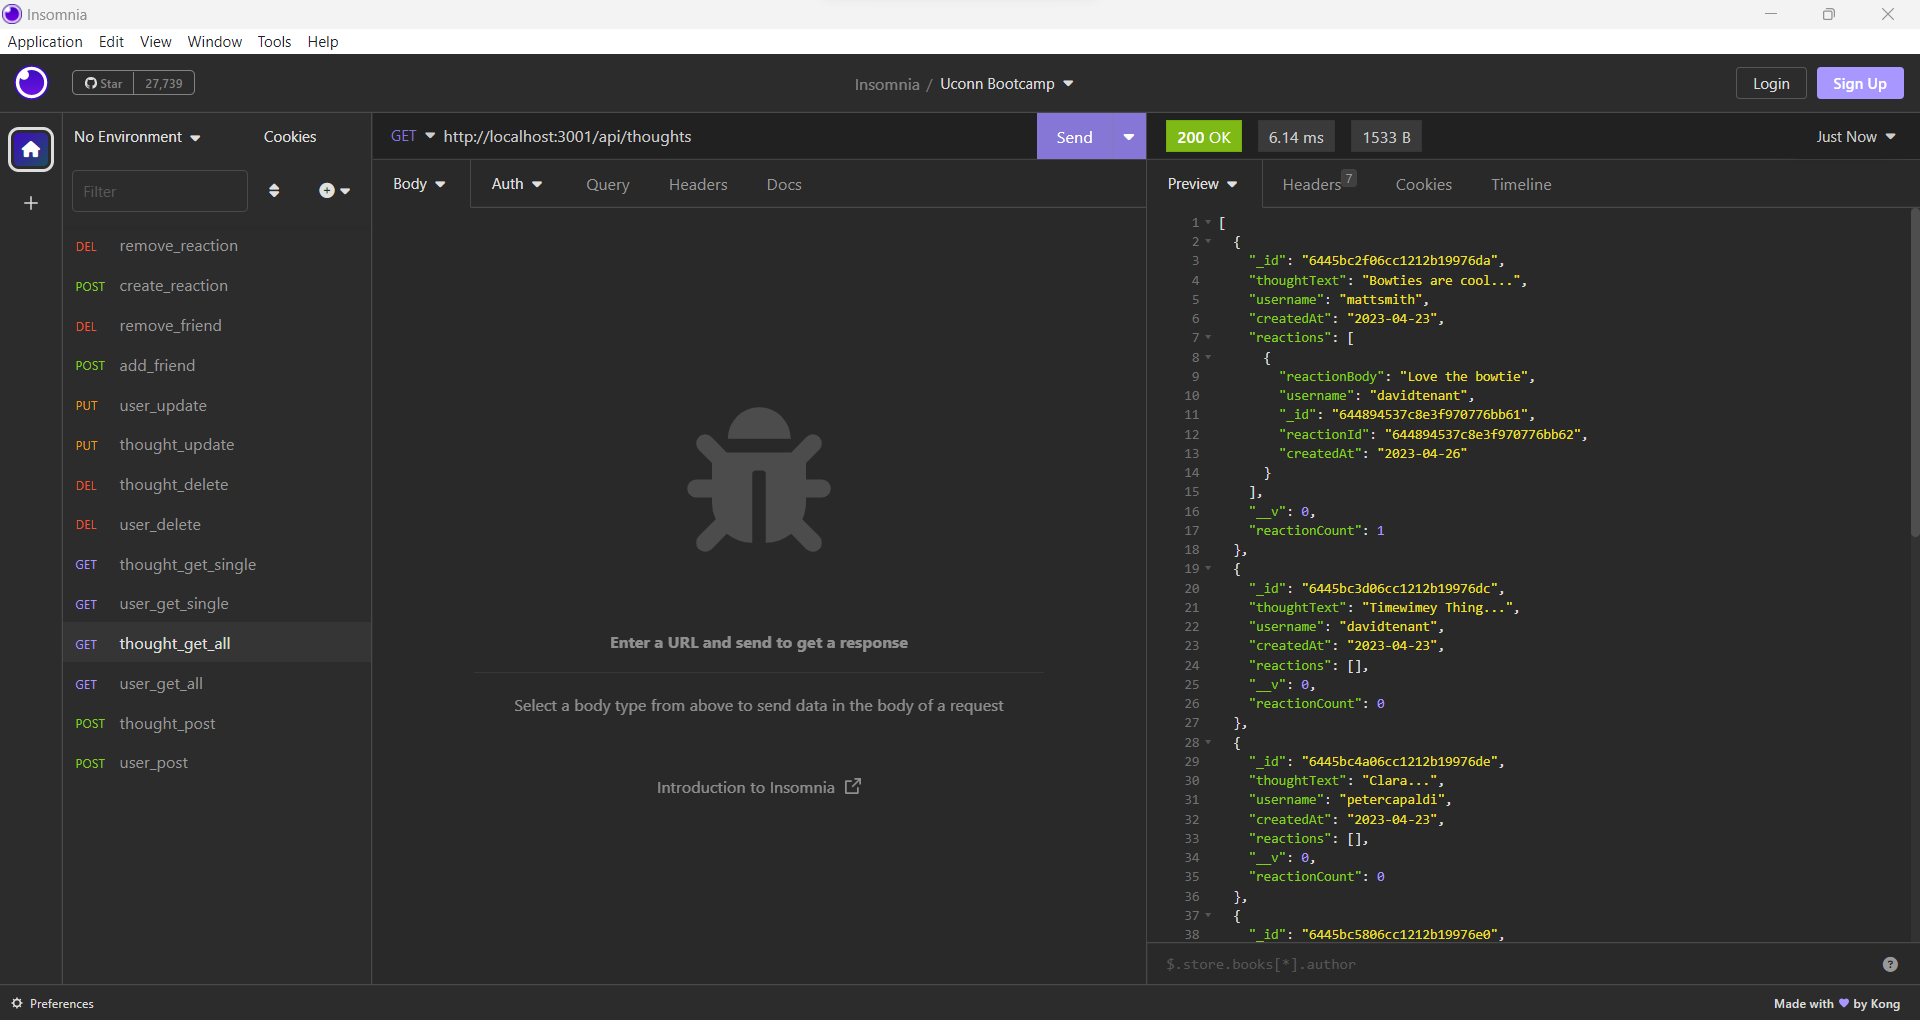 Insomnia
Application Edit View Window Tools Help
Star 27,739
Insomnia / Uconn Bootcamp
Login Sign Up
No Environment Cookies
Filter
DEL remove_reaction
POST create_reaction
DEL remove_friend
POST add_friend
PUT user_update
PUT thought_update
DEL thought_delete
DEL user_delete
GET thought_get_single
GET user_get_single
GET thought_get_all
GET user_get_all
POST thought_post
POST user_post
GET http://localhost:3001/api/thoughts Send
Body Auth Query Headers Docs
Enter a URL and send to get a response
Select a body type from above to send data in the body of a request
Introduction to Insomnia
200 OK 6.14 ms 1533 B Just Now
Preview Headers 7 Cookies Timeline
1 [
2 {
3 "_id": "6445bc2f06cc1212b19976da",
4 "thoughtText": "Bowties are cool...",
5 "username": "mattsmith",
6 "createdAt": "2023-04-23",
7 "reactions": [
8 {
9 "reactionBody": "Love the bowtie",
10 "username": "davidtenant",
11 "_id": "644894537c8e3f970776bb61",
12 "reactionId": "644894537c8e3f970776bb62",
13 "createdAt": "2023-04-26"
14 }
15 ],
16 "__v": 0,
17 "reactionCount": 1
18 },
19 {
20 "_id": "6445bc3d06cc1212b19976dc",
21 "thoughtText": "Timewimey Thing...",
22 "username": "davidtenant",
23 "createdAt": "2023-04-23",
24 "reactions": [],
25 "__v": 0,
26 "reactionCount": 0
27 },
28 {
29 "_id": "6445bc4a06cc1212b19976de",
30 "thoughtText": "Clara...",
31 "username": "petercapaldi",
32 "createdAt": "2023-04-23",
33 "reactions": [],
34 "__v": 0,
35 "reactionCount": 0
36 },
37 {
38 "_id": "6445bc5806cc1212b19976e0",
$.store.books[*].author
Preferences
Made with ♥ by Kong